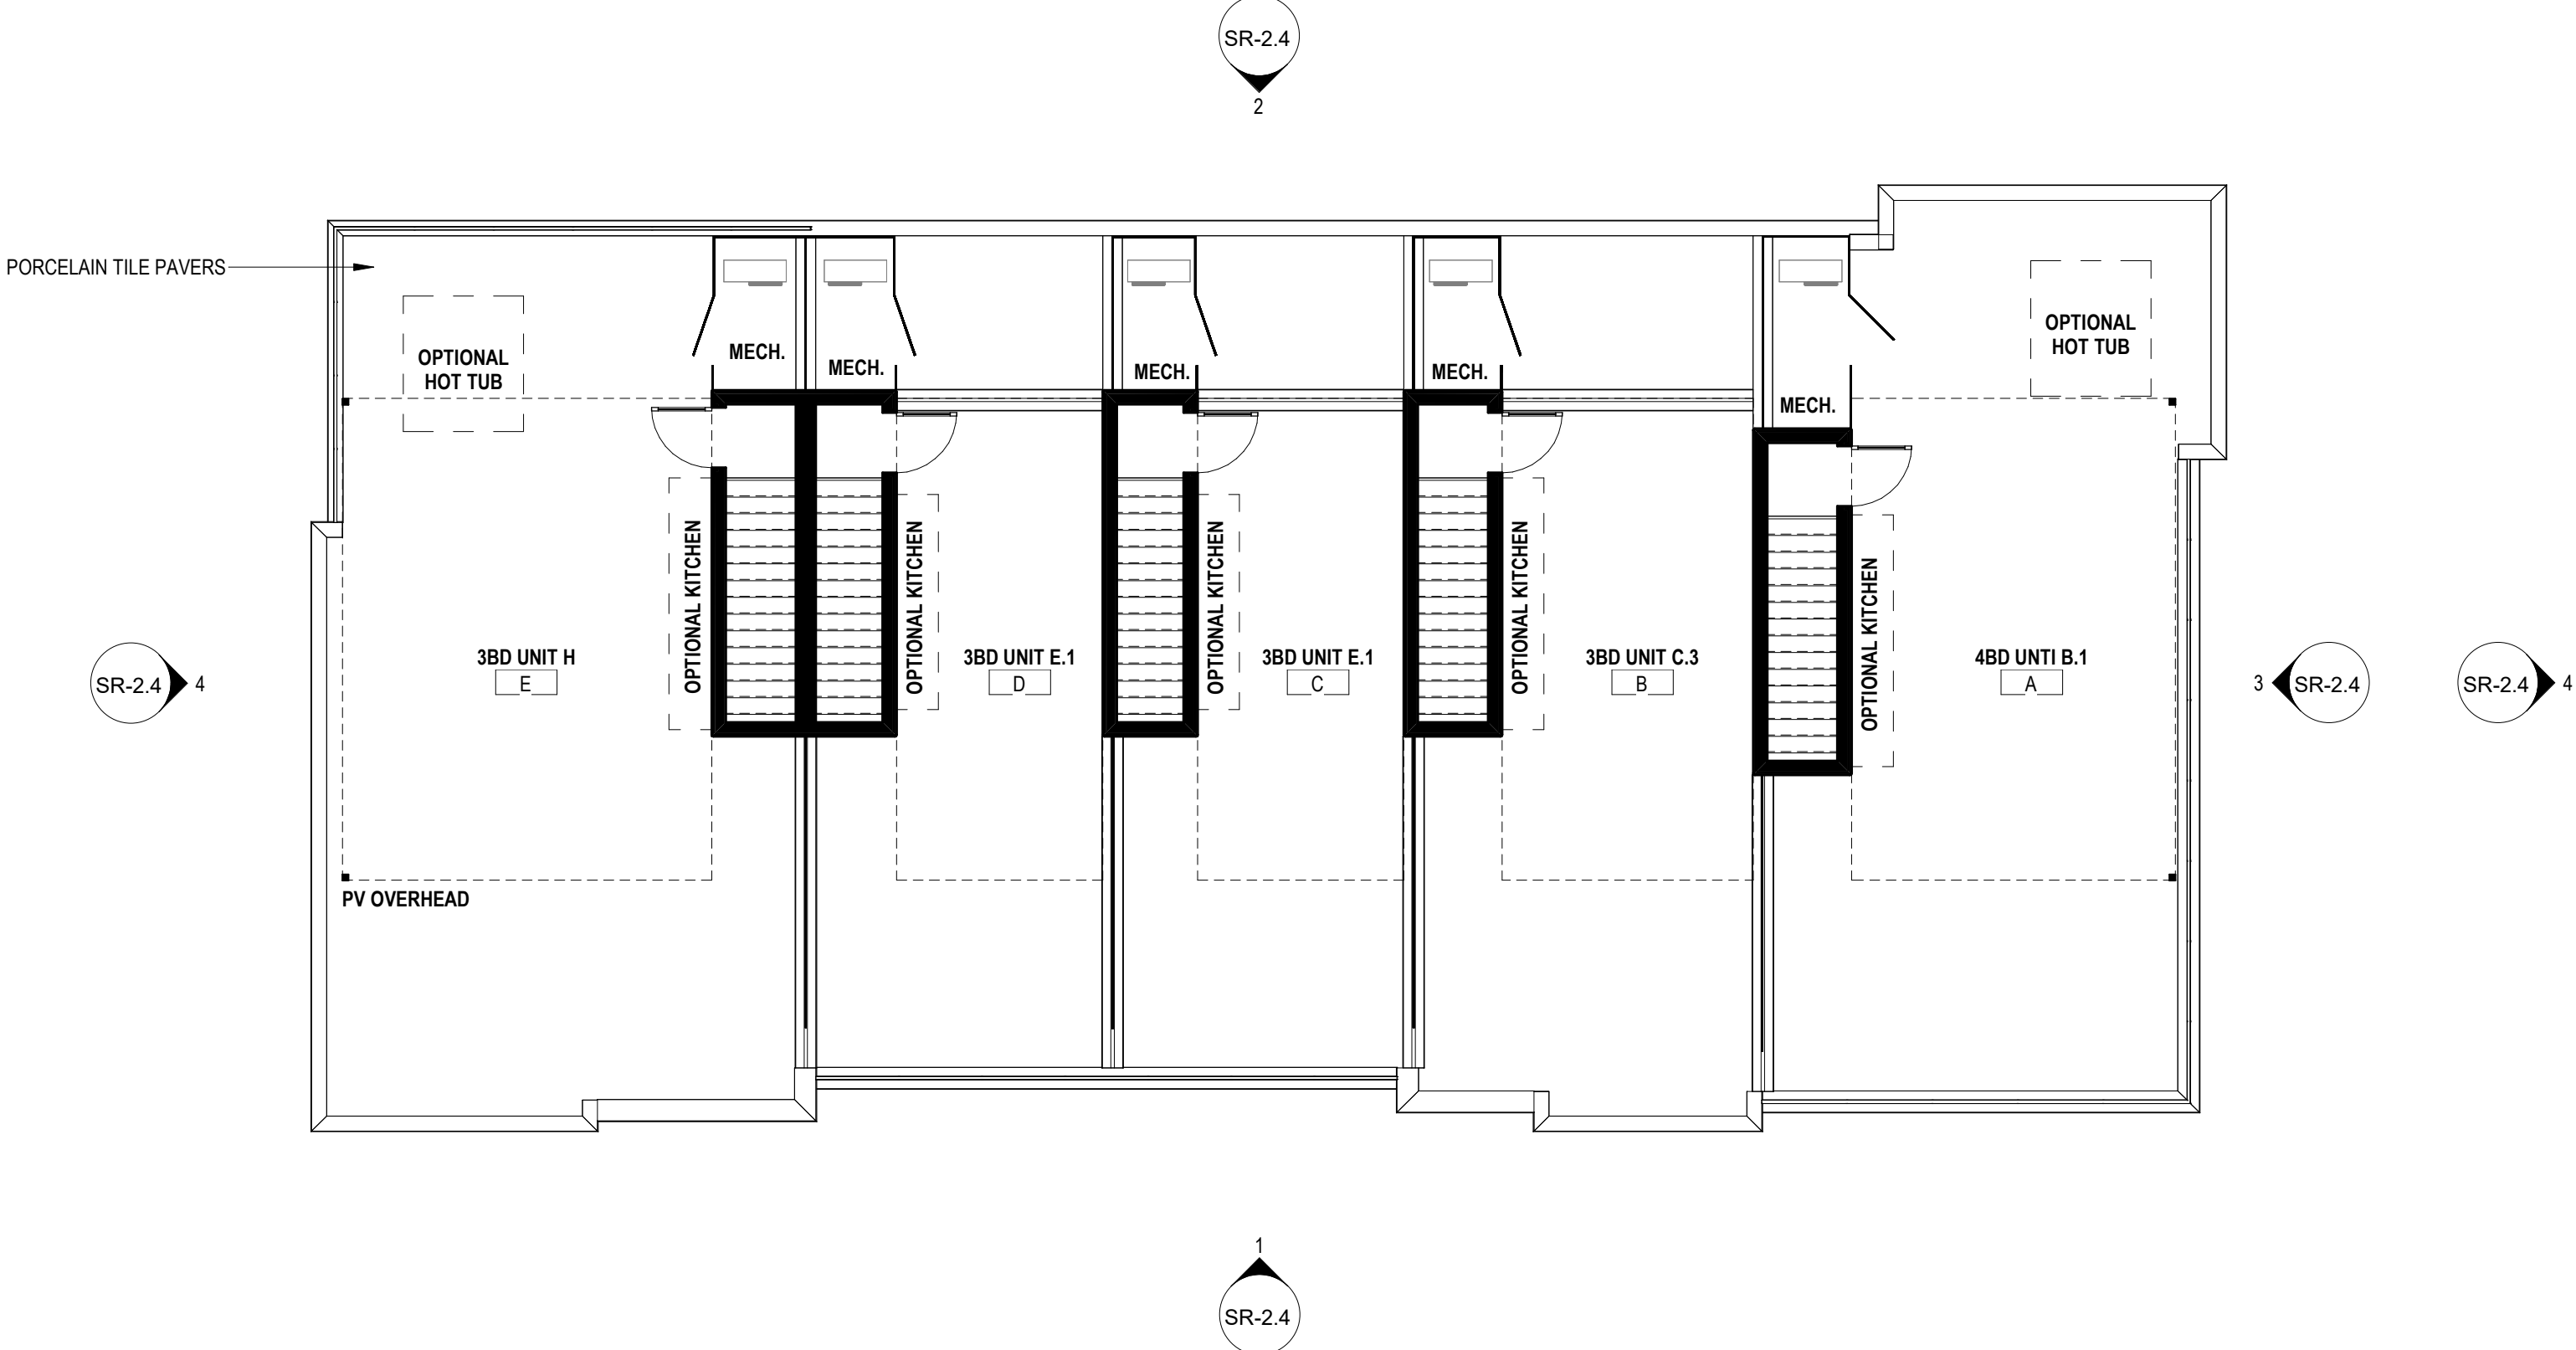 SR-2.4
2
PORCELAIN TILE PAVERS
OPTIONAL
HOT TUB
MECH.
MECH.
MECH.
MECH.
MECH.
OPTIONAL
HOT TUB
OPTIONAL KITCHEN
OPTIONAL KITCHEN
OPTIONAL KITCHEN
OPTIONAL KITCHEN
OPTIONAL KITCHEN
3BD UNIT H
E
3BD UNIT E.1
D
3BD UNIT E.1
C
3BD UNIT C.3
B
4BD UNTI B.1
A
SR-2.4
4
3
SR-2.4
SR-2.4
4
PV OVERHEAD
1
SR-2.4